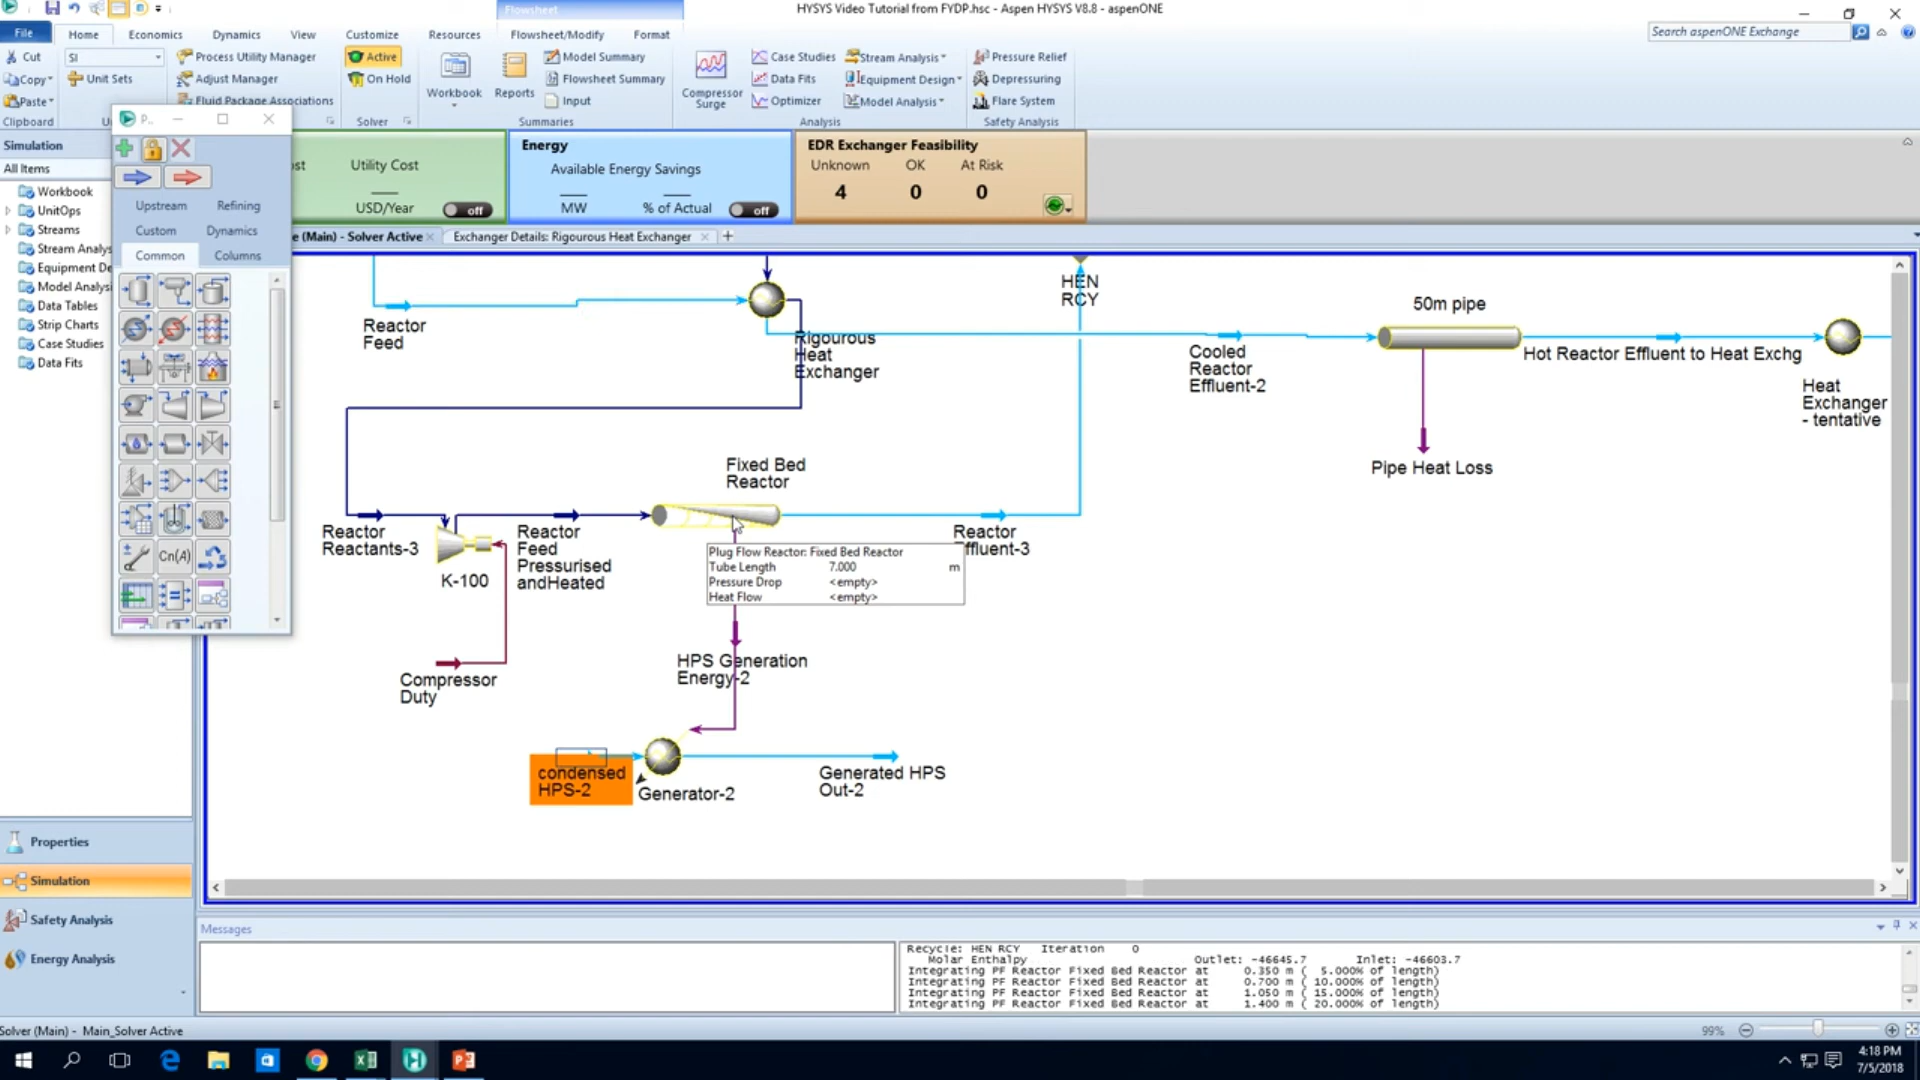 Flowsheet
HYSYS Video Tutorial from FYDP.hsc - Aspen HYSYS V8.8 - aspenONE
File
Home
Economics
Dynamics
View
Customize
Resources
Flowsheet/Modify
Format
Search aspenONE Exchange
Cut
SI
Process Utility Manager
Active
Model Summary
Case Studies
Stream Analysis
Pressure Relief
Copy
Unit Sets
Adjust Manager
On Hold
Workbook
Reports
Flowsheet Summary
Compressor
Surge
Data Fits
Equipment Design
Depressuring
Paste
Fluid Package Associations
Input
Optimizer
Model Analysis
Flare System
Clipboard
Solver
Summaries
Analysis
Safety Analysis
P..
Simulation
All Items
Workbook
UnitOps
Streams
Stream Analys
Equipment De
Model Analysi
Data Tables
Strip Charts
Case Studies
Data Fits
Upstream
Refining
Custom
Dynamics
Common
Columns
Cn(A)
ost
Utility Cost
USD/Year
off
Energy
Available Energy Savings
MW
% of Actual
off
EDR Exchanger Feasibility
Unknown
OK
At Risk
4
0
0
e (Main) - Solver Active
Exchanger Details: Rigourous Heat Exchanger
Reactor
Feed
Rigourous
Heat
Exchanger
HEN
RCY
50m pipe
Cooled
Reactor
Effluent-2
Hot Reactor Effluent to Heat Exchg
Heat
Exchanger
- tentative
Pipe Heat Loss
Fixed Bed
Reactor
Reactor
Reactants-3
K-100
Reactor
Feed
Pressurised
andHeated
Reactor
Effluent-3
Plug Flow Reactor: Fixed Bed Reactor
Tube Length 7.000 m
Pressure Drop <empty>
Heat Flow <empty>
Compressor
Duty
HPS Generation
Energy-2
condensed
HPS-2
Generator-2
Generated HPS
Out-2
Properties
Simulation
Safety Analysis
Energy Analysis
Messages
Recycle: HEN RCY Iteration 0
Molar Enthalpy Outlet: -46645.7 Inlet: -46603.7
Integrating PF Reactor Fixed Bed Reactor at 0.350 m ( 5.000% of length)
Integrating PF Reactor Fixed Bed Reactor at 0.700 m ( 10.000% of length)
Integrating PF Reactor Fixed Bed Reactor at 1.050 m ( 15.000% of length)
Integrating PF Reactor Fixed Bed Reactor at 1.400 m ( 20.000% of length)
Solver (Main) - Main_Solver Active
99%
4:18 PM
7/5/2018